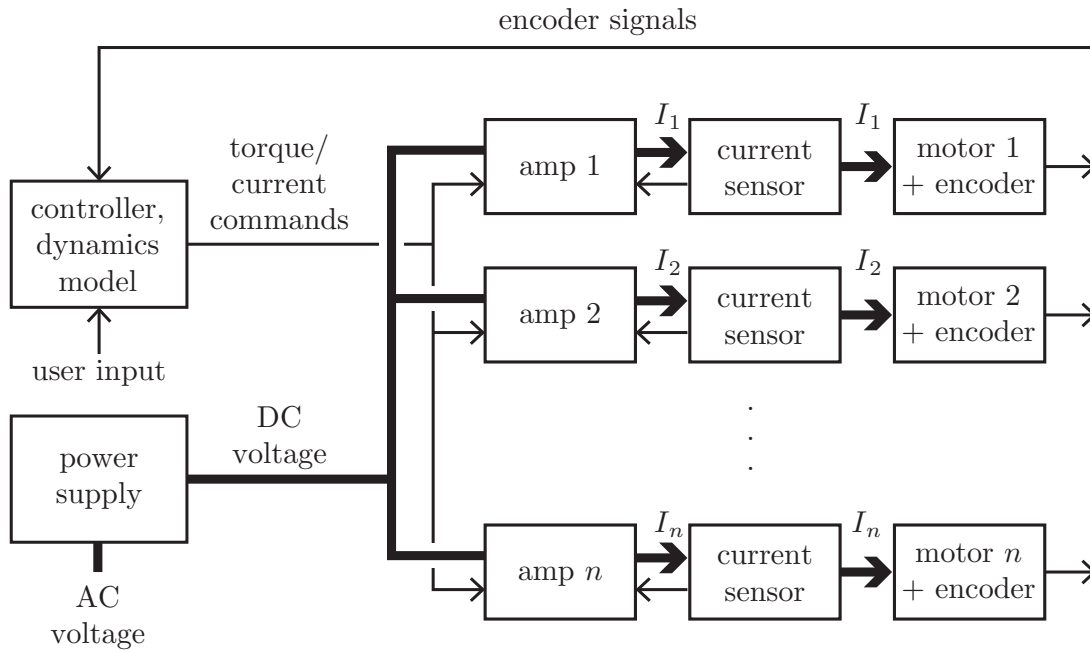 encoder signals
torque/
current
commands
controller,
dynamics
model
user input
power
supply
AC
voltage
DC
voltage
amp 1
I₁
current
sensor
I₁
motor 1
+ encoder
amp 2
I₂
current
sensor
I₂
motor 2
+ encoder
.
.
.
amp n
Iₙ
current
sensor
Iₙ
motor n
+ encoder